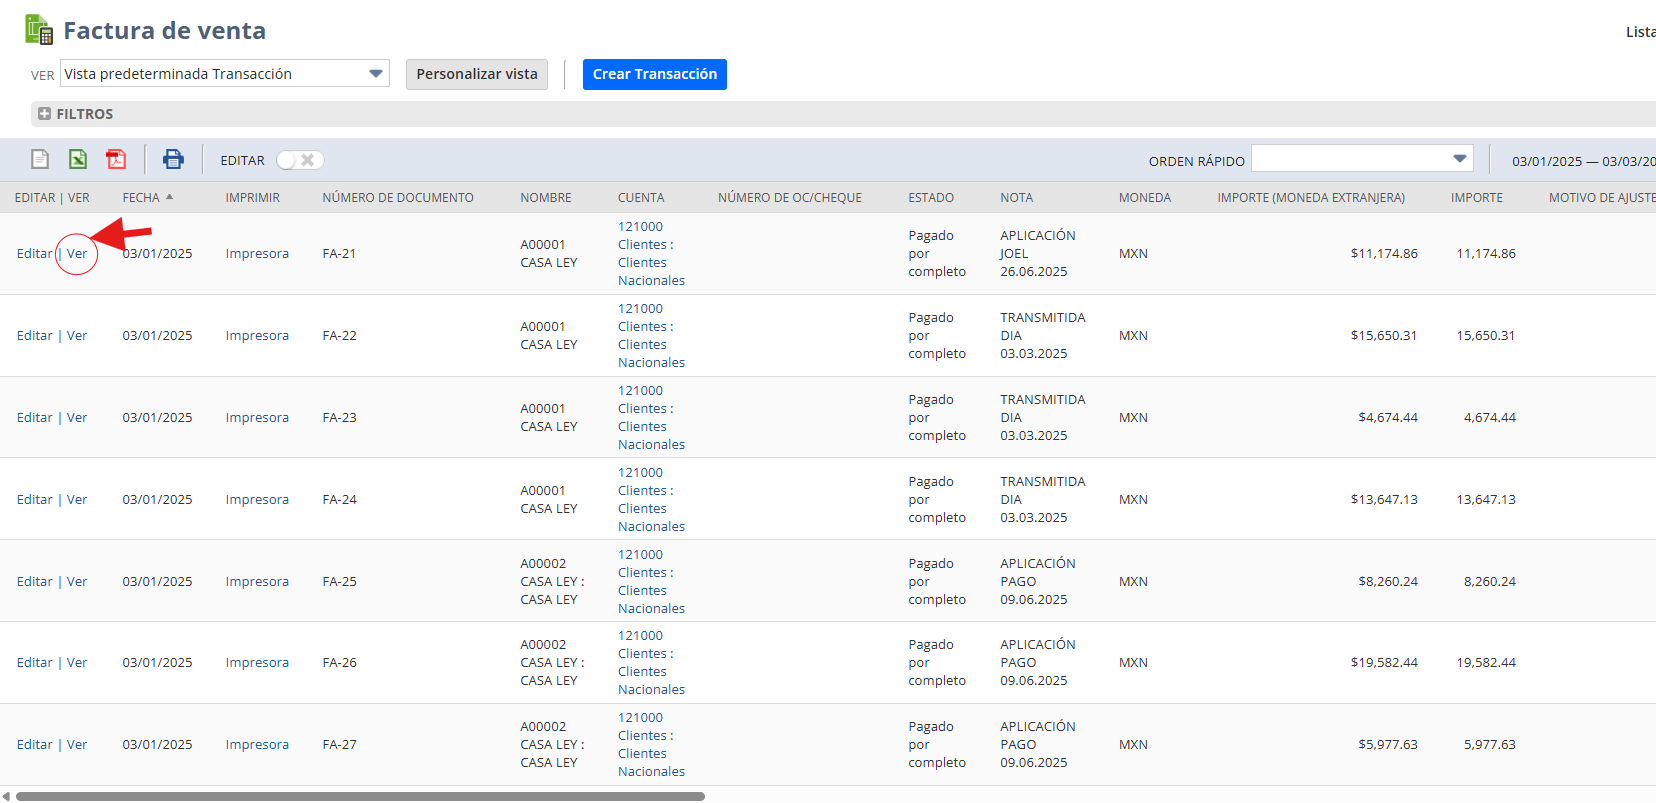 Factura de venta
Lista
VER Vista predeterminada Transacción Personalizar vista Crear Transacción
FILTROS
EDITAR ORDEN RÁPIDO 03/01/2025 — 03/03/20
EDITAR | VER FECHA IMPRIMIR NÚMERO DE DOCUMENTO NOMBRE CUENTA NÚMERO DE OC/CHEQUE ESTADO NOTA MONEDA IMPORTE (MONEDA EXTRANJERA) IMPORTE MOTIVO DE AJUSTE
Editar | Ver 03/01/2025 Impresora FA-21 A00001 CASA LEY 121000 Clientes : Clientes Nacionales Pagado por completo APLICACIÓN JOEL 26.06.2025 MXN $11,174.86 11,174.86
Editar | Ver 03/01/2025 Impresora FA-22 A00001 CASA LEY 121000 Clientes : Clientes Nacionales Pagado por completo TRANSMITIDA DIA 03.03.2025 MXN $15,650.31 15,650.31
Editar | Ver 03/01/2025 Impresora FA-23 A00001 CASA LEY 121000 Clientes : Clientes Nacionales Pagado por completo TRANSMITIDA DIA 03.03.2025 MXN $4,674.44 4,674.44
Editar | Ver 03/01/2025 Impresora FA-24 A00001 CASA LEY 121000 Clientes : Clientes Nacionales Pagado por completo TRANSMITIDA DIA 03.03.2025 MXN $13,647.13 13,647.13
Editar | Ver 03/01/2025 Impresora FA-25 A00002 CASA LEY : CASA LEY 121000 Clientes : Clientes Nacionales Pagado por completo APLICACIÓN PAGO 09.06.2025 MXN $8,260.24 8,260.24
Editar | Ver 03/01/2025 Impresora FA-26 A00002 CASA LEY : CASA LEY 121000 Clientes : Clientes Nacionales Pagado por completo APLICACIÓN PAGO 09.06.2025 MXN $19,582.44 19,582.44
Editar | Ver 03/01/2025 Impresora FA-27 A00002 CASA LEY : CASA LEY 121000 Clientes : Clientes Nacionales Pagado por completo APLICACIÓN PAGO 09.06.2025 MXN $5,977.63 5,977.63